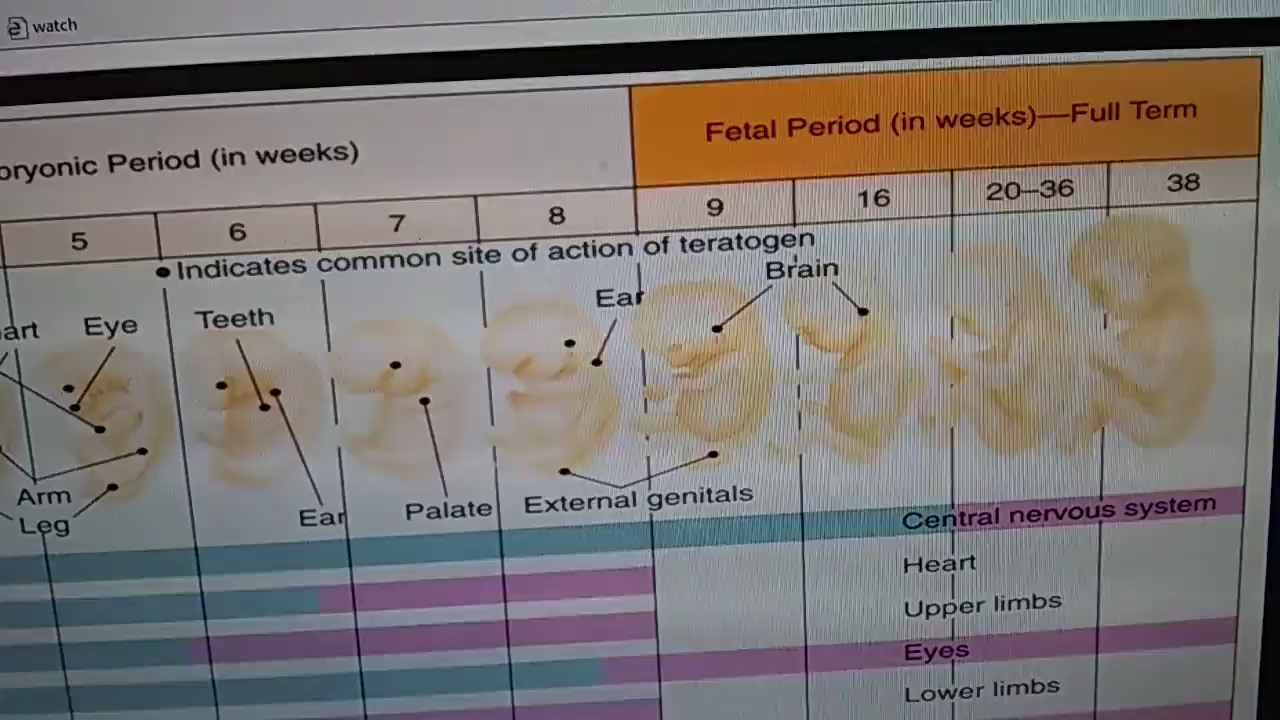 watch
Period (in weeks)
Fetal Period (in weeks)—Full Term
5 6 7 8 9 16 20–36 38
• Indicates common site of action of teratogen
Brain
Ear
Eye Teeth
Arm
Leg
Ear Palate External genitals
Central nervous system
Heart
Upper limbs
Eyes
Lower limbs